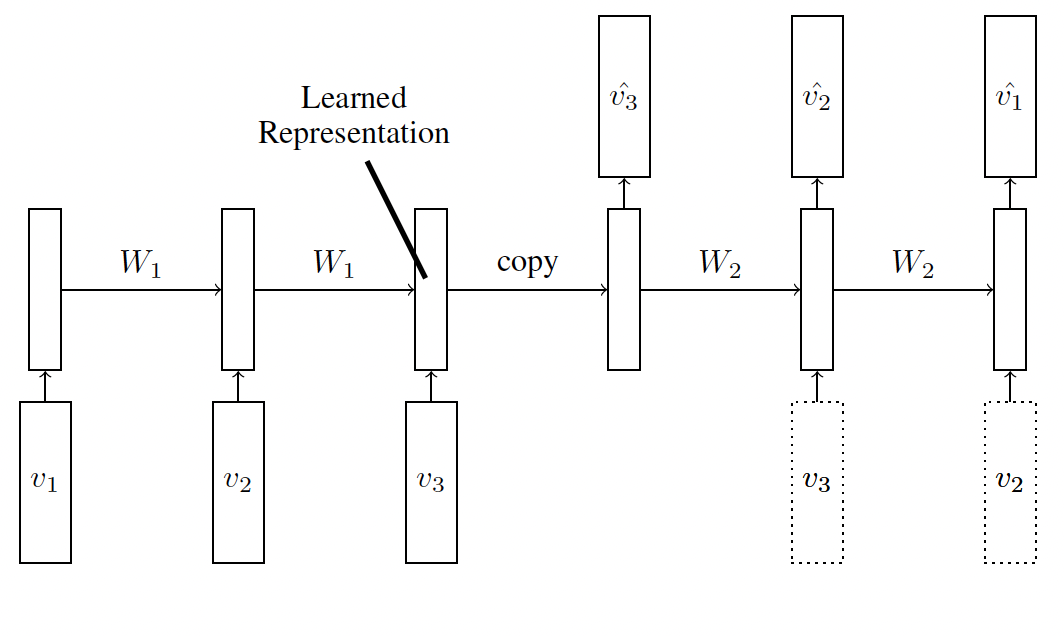 v̂₃ v̂₂ v̂₁
Learned
Representation
W₁ W₁ copy W₂ W₂
v₁ v₂ v₃ v₃ v₂